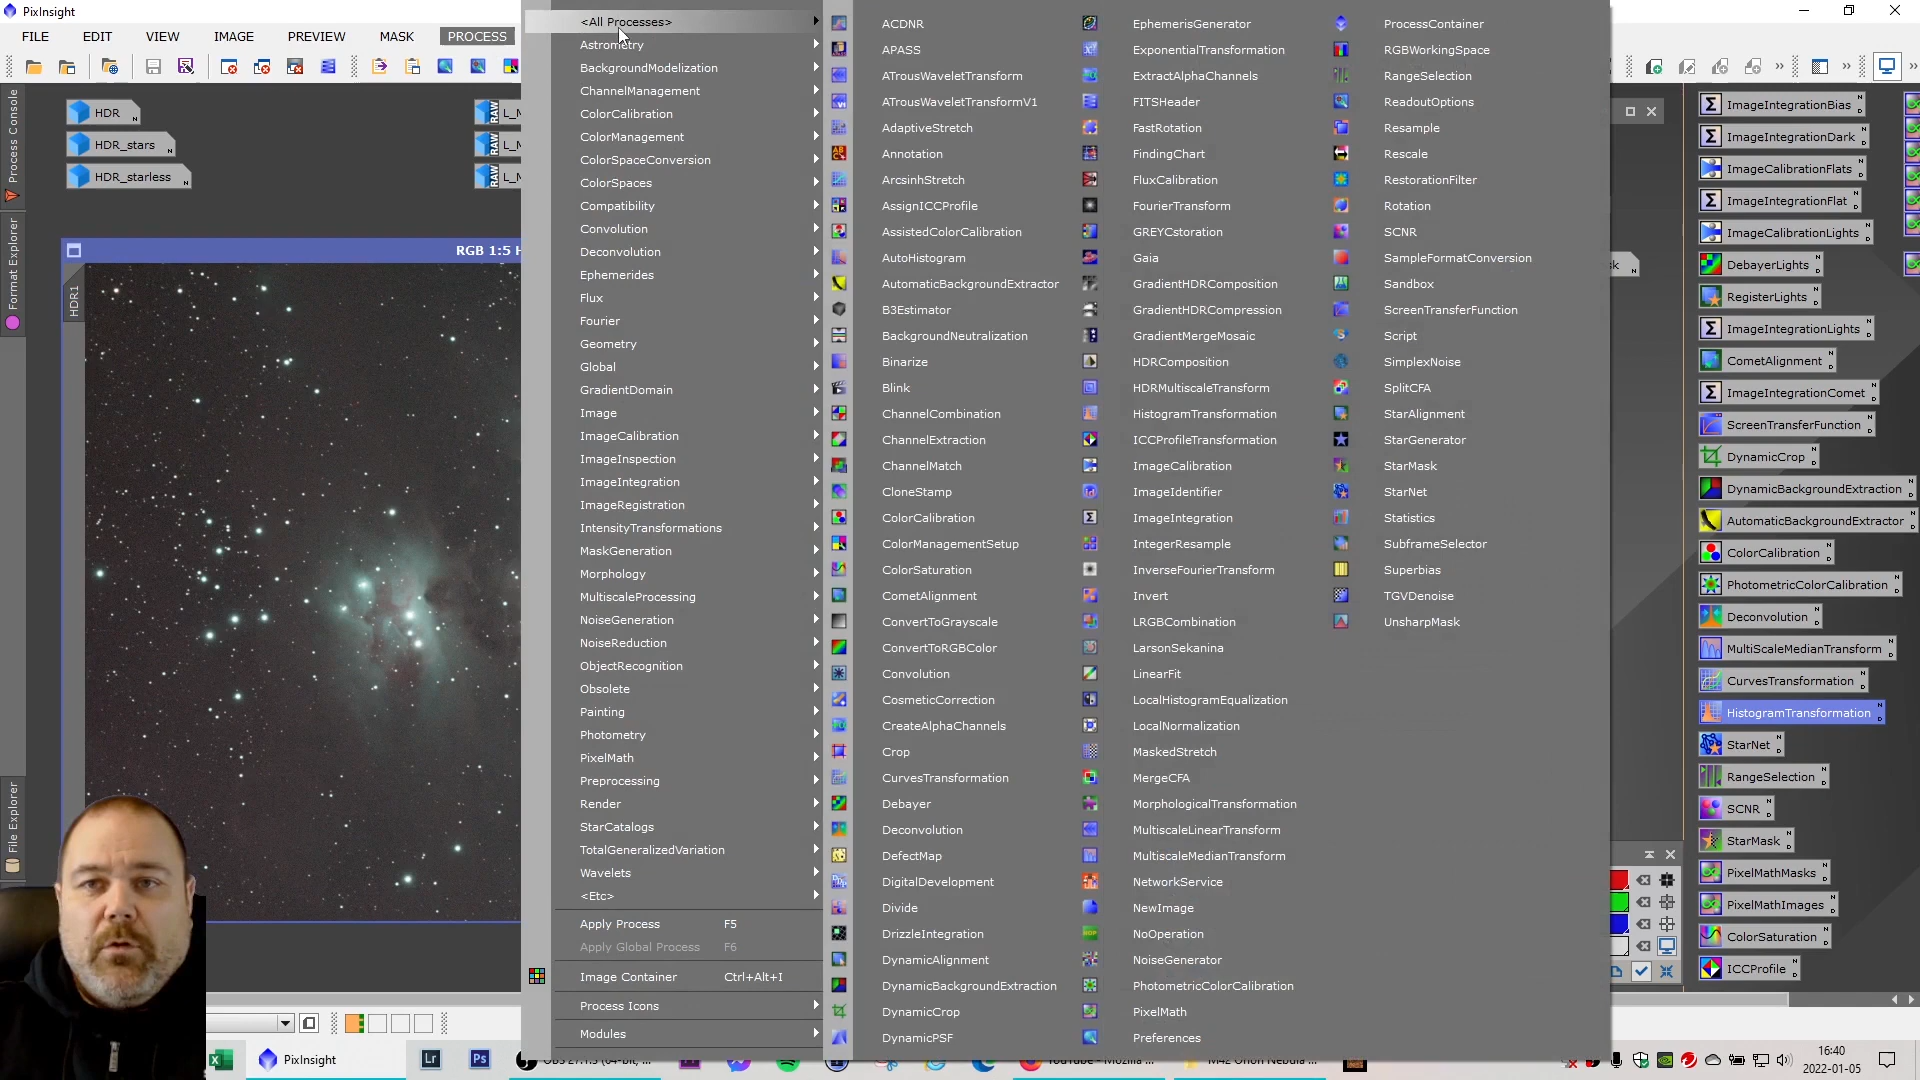 PixInsight
FILE
EDIT
VIEW
IMAGE
PREVIEW
MASK
PROCESS
Process Console
Format Explorer
File Explorer
HDR
HDR_stars
HDR_starless
RAW
RAW
RGB 1:5
HDR1
<All Processes>
Astrometry
BackgroundModelization
ChannelManagement
ColorCalibration
ColorManagement
ColorSpaceConversion
ColorSpaces
Compatibility
Convolution
Deconvolution
Ephemerides
Flux
Fourier
Geometry
Global
GradientDomain
Image
ImageCalibration
ImageInspection
ImageIntegration
ImageRegistration
IntensityTransformations
MaskGeneration
Morphology
MultiscaleProcessing
NoiseGeneration
NoiseReduction
ObjectRecognition
Obsolete
Painting
Photometry
PixelMath
Preprocessing
Render
StarCatalogs
TotalGeneralizedVariation
Wavelets
<Etc>
Apply Process F5
Apply Global Process F6
Image Container Ctrl+Alt+I
Process Icons
Modules
ACDNR
APASS
ATrousWaveletTransform
ATrousWaveletTransformV1
AdaptiveStretch
Annotation
ArcsinhStretch
AssignICCProfile
AssistedColorCalibration
AutoHistogram
AutomaticBackgroundExtractor
B3Estimator
BackgroundNeutralization
Binarize
Blink
ChannelCombination
ChannelExtraction
ChannelMatch
CloneStamp
ColorCalibration
ColorManagementSetup
ColorSaturation
CometAlignment
ConvertToGrayscale
ConvertToRGBColor
Convolution
CosmeticCorrection
CreateAlphaChannels
Crop
CurvesTransformation
Debayer
Deconvolution
DefectMap
DigitalDevelopment
Divide
DrizzleIntegration
DynamicAlignment
DynamicBackgroundExtraction
DynamicCrop
DynamicPSF
EphemerisGenerator
ExponentialTransformation
ExtractAlphaChannels
FITSHeader
FastRotation
FindingChart
FluxCalibration
FourierTransform
GREYCstoration
Gaia
GradientHDRComposition
GradientHDRCompression
GradientMergeMosaic
HDRComposition
HDRMultiscaleTransform
HistogramTransformation
ICCProfileTransformation
ImageCalibration
ImageIdentifier
ImageIntegration
IntegerResample
InverseFourierTransform
Invert
LRGBCombination
LarsonSekanina
LinearFit
LocalHistogramEqualization
LocalNormalization
MaskedStretch
MergeCFA
MorphologicalTransformation
MultiscaleLinearTransform
MultiscaleMedianTransform
NetworkService
NewImage
NoOperation
NoiseGenerator
PhotometricColorCalibration
PixelMath
Preferences
ProcessContainer
RGBWorkingSpace
RangeSelection
ReadoutOptions
Resample
Rescale
RestorationFilter
Rotation
SCNR
SampleFormatConversion
Sandbox
ScreenTransferFunction
Script
SimplexNoise
SplitCFA
StarAlignment
StarGenerator
StarMask
StarNet
Statistics
SubframeSelector
Superbias
TGVDenoise
UnsharpMask
ImageIntegrationBias
ImageIntegrationDark
ImageCalibrationFlats
ImageIntegrationFlat
ImageCalibrationLights
DebayerLights
RegisterLights
ImageIntegrationLights
CometAlignment
ImageIntegrationComet
ScreenTransferFunction
DynamicCrop
DynamicBackgroundExtraction
AutomaticBackgroundExtractor
ColorCalibration
PhotometricColorCalibration
Deconvolution
MultiScaleMedianTransform
CurvesTransformation
HistogramTransformation
StarNet
RangeSelection
SCNR
StarMask
PixelMathMasks
PixelMathImages
ColorSaturation
ICCProfile
PixInsight
Lr
Ps
16:40
2022-01-05